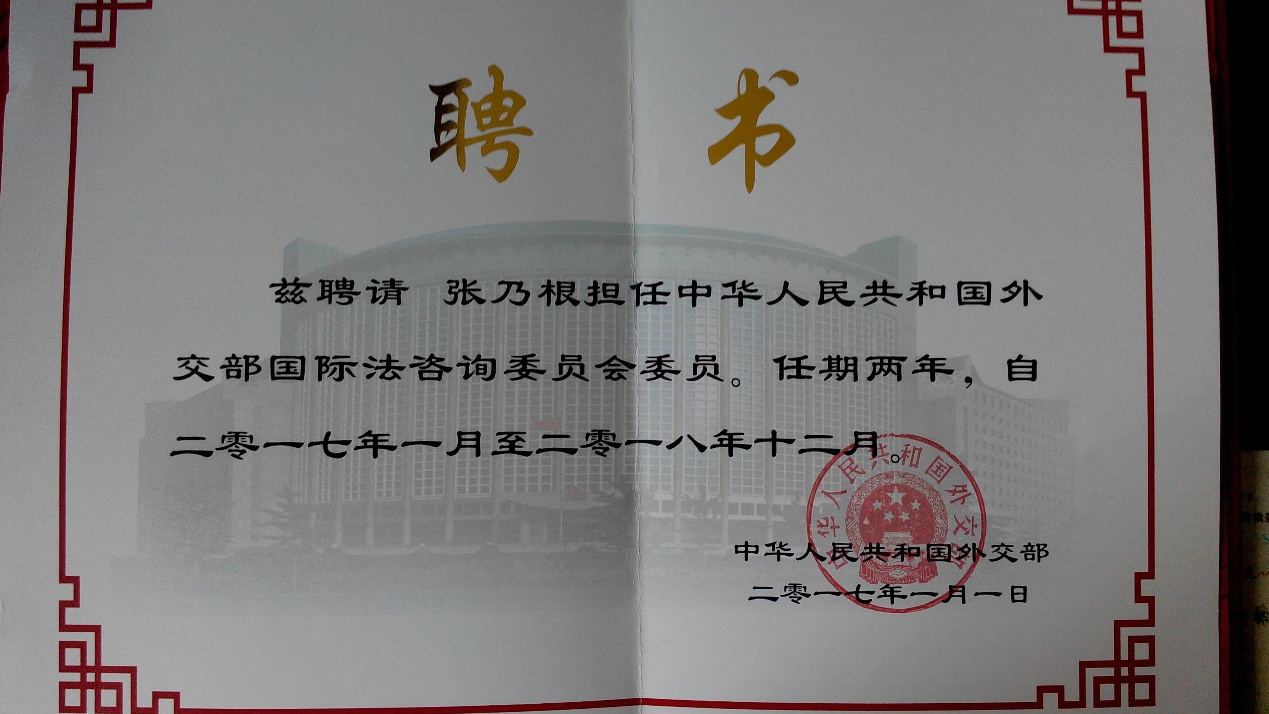 聘书
兹聘请 张乃根担任中华人民共和国外
交部国际法咨询委员会委员。任期两年，自
二零一七年一月至二零一八年十二月。
中华人民共和国外交部
中华人民共和国外交部
二零一七年一月一日